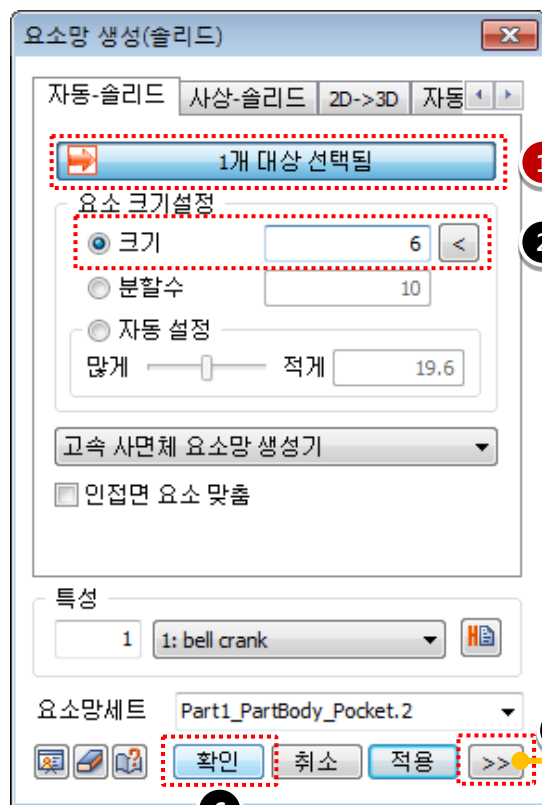 요소망 생성(솔리드)
자동-솔리드 사상-솔리드 2D->3D 자동
1개 대상 선택됨
요소 크기설정
크기 6 <
분할수 10
자동 설정
많게 적게 19.6
고속 사면체 요소망 생성기
인접면 요소 맞춤
특성
1 1: bell crank
요소망세트 Part1_PartBody_Pocket.2
확인 취소 적용 >>